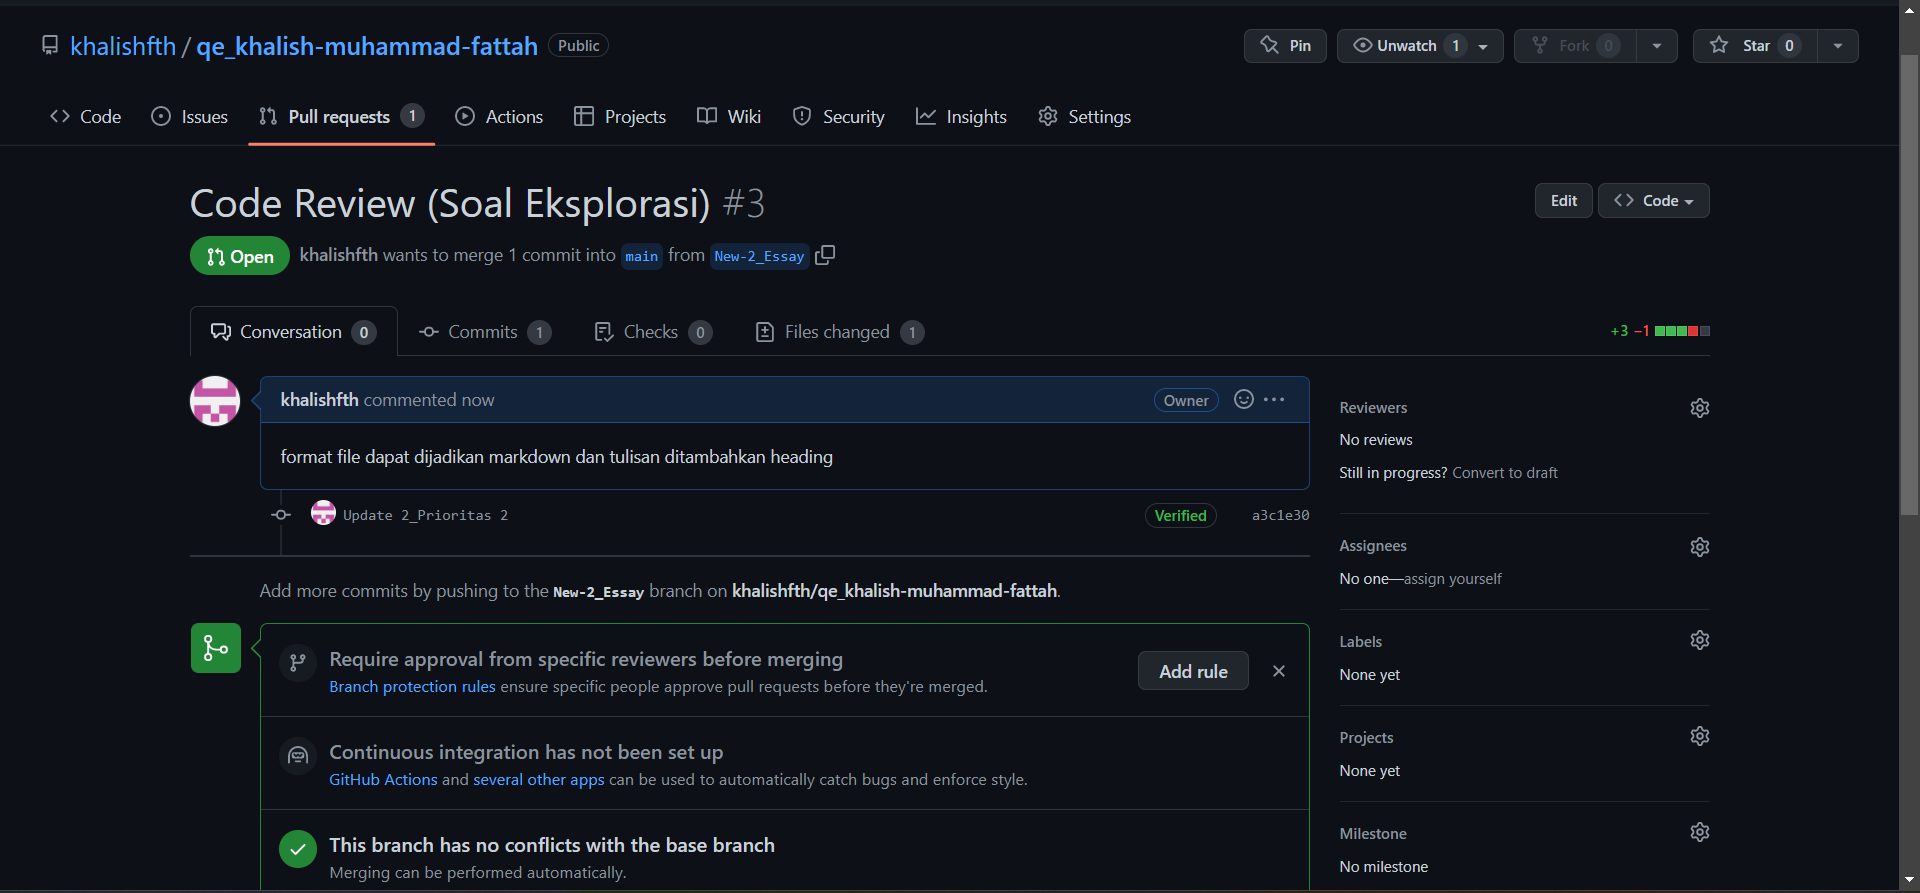 khalishfth / qe_khalish-muhammad-fattah Public
Pin
Unwatch 1
Fork 0
Star 0
Code
Issues
Pull requests 1
Actions
Projects
Wiki
Security
Insights
Settings
Code Review (Soal Eksplorasi) #3
Edit
Code
Open
khalishfth wants to merge 1 commit into main from New-2_Essay
Conversation 0
Commits 1
Checks 0
Files changed 1
+3 −1
khalishfth commented now
Owner
format file dapat dijadikan markdown dan tulisan ditambahkan heading
Update 2_Prioritas 2
Verified
a3c1e30
Add more commits by pushing to the New-2_Essay branch on khalishfth/qe_khalish-muhammad-fattah.
Require approval from specific reviewers before merging
Branch protection rules ensure specific people approve pull requests before they're merged.
Add rule
Continuous integration has not been set up
GitHub Actions and several other apps can be used to automatically catch bugs and enforce style.
This branch has no conflicts with the base branch
Merging can be performed automatically.
Reviewers
No reviews
Still in progress? Convert to draft
Assignees
No one—assign yourself
Labels
None yet
Projects
None yet
Milestone
No milestone